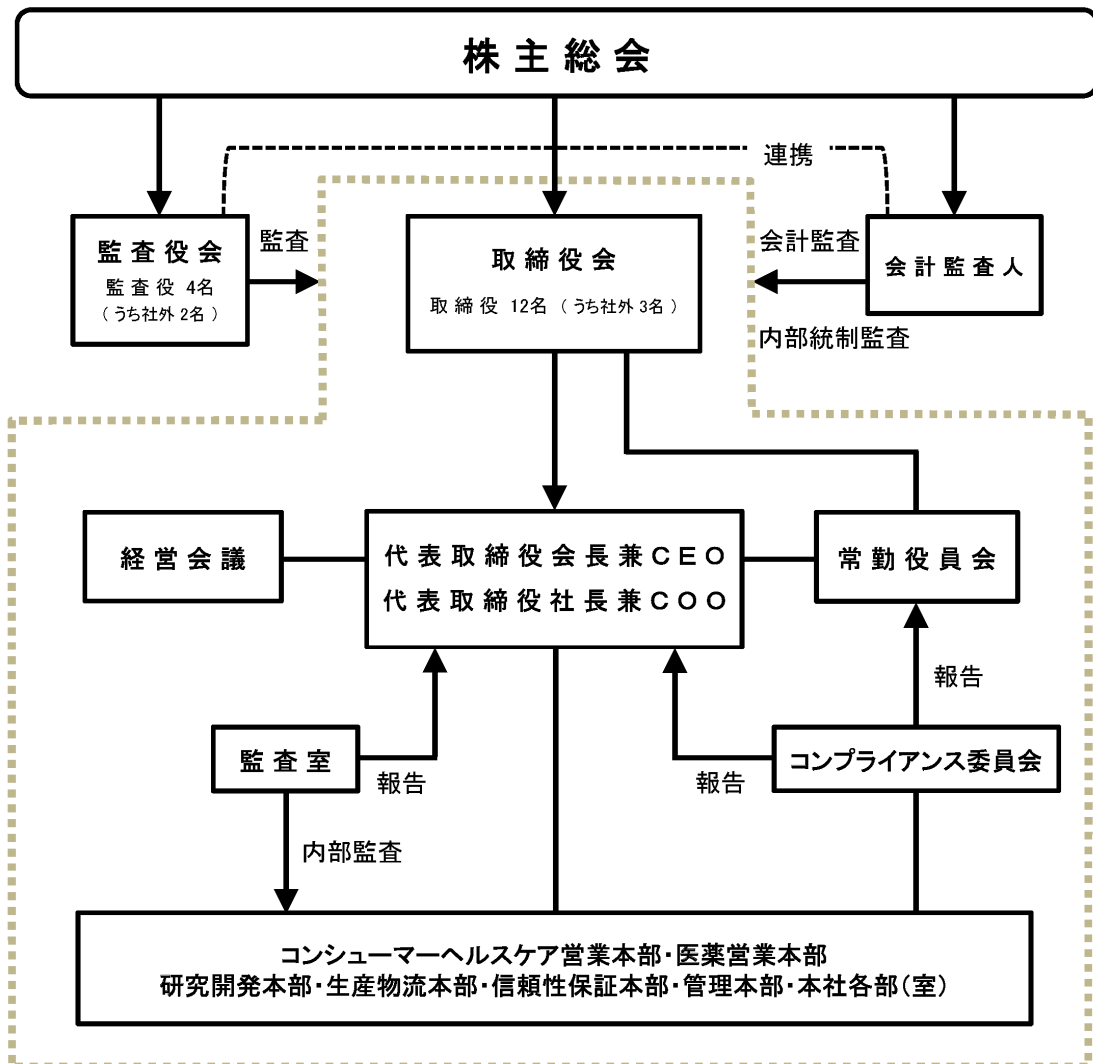 株主総会
連携
監査役会
監査役 4名
（うち社外2名）
監査
取締役会
取締役 12名（うち社外3名）
会計監査
会計監査人
内部統制監査
経営会議
代表取締役会長兼CEO
代表取締役社長兼COO
常勤役員会
報告
監査室
報告
報告
コンプライアンス委員会
内部監査
コンシューマーヘルスケア営業本部・医薬営業本部
研究開発本部・生産物流本部・信頼性保証本部・管理本部・本社各部（室）